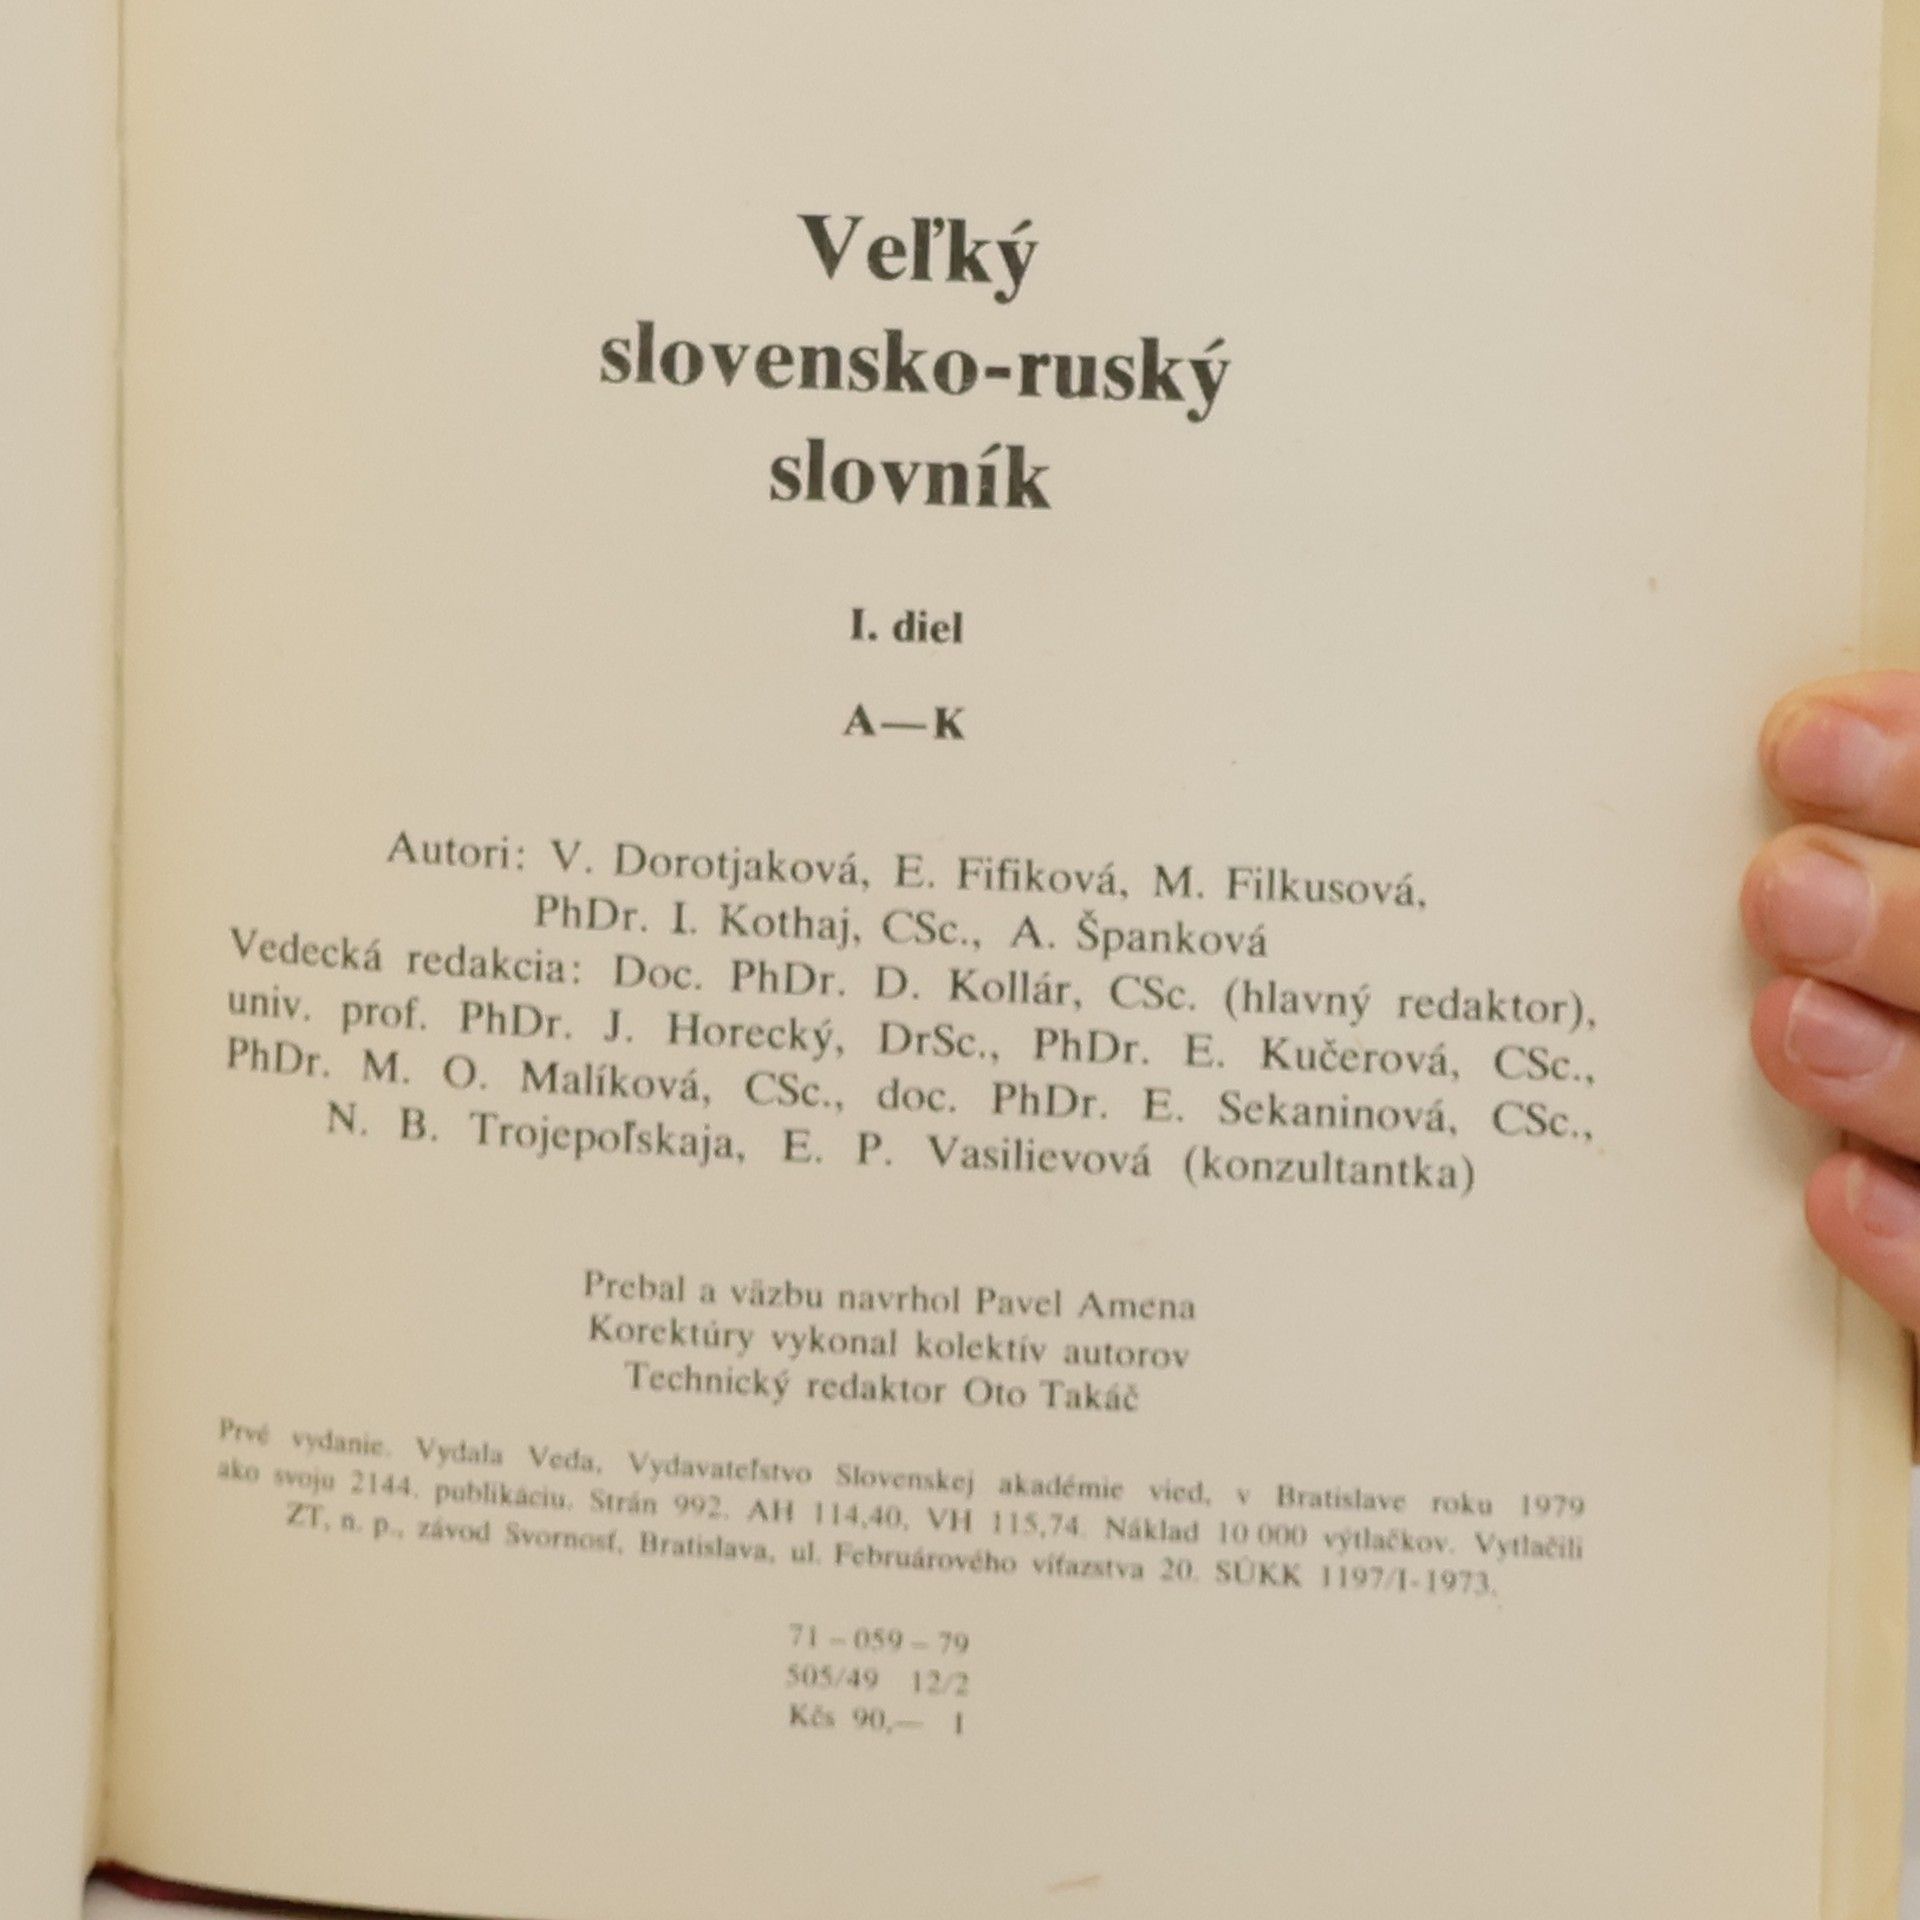 Veľký
slovensko-ruský
slovník
I. diel
A—K
Autori: V. Dorotjaková, E. Fifiková, M. Filkusová,
PhDr. I. Kothaj, CSc., A. Španková
Vedecká redakcia: Doc. PhDr. D. Kollár, CSc. (hlavný redaktor),
univ. prof. PhDr. J. Horecký, DrSc., PhDr. E. Kučerová, CSc.,
PhDr. M. O. Malíková, CSc., doc. PhDr. E. Sekaninová, CSc.,
N. B. Trojepoľskaja, E. P. Vasilievová (konzultantka)
Prebal a väzbu navrhol Pavel Amena
Korektúry vykonal kolektív autorov
Technický redaktor Oto Takáč
Prvé vydanie. Vydala Veda, Vydavateľstvo Slovenskej akadémie vied, v Bratislave roku 1979
ako svoju 2144. publikáciu. Strán 992. AH 114,40, VH 115,74. Náklad 10 000 výtlačkov. Vytlačili
ZT, n. p., závod Svornosť, Bratislava, ul. Februárového víťazstva 20. SÚKK 1197/I-1973.
71 – 059 – 79
505/49 12/2
Kčs 90,— I